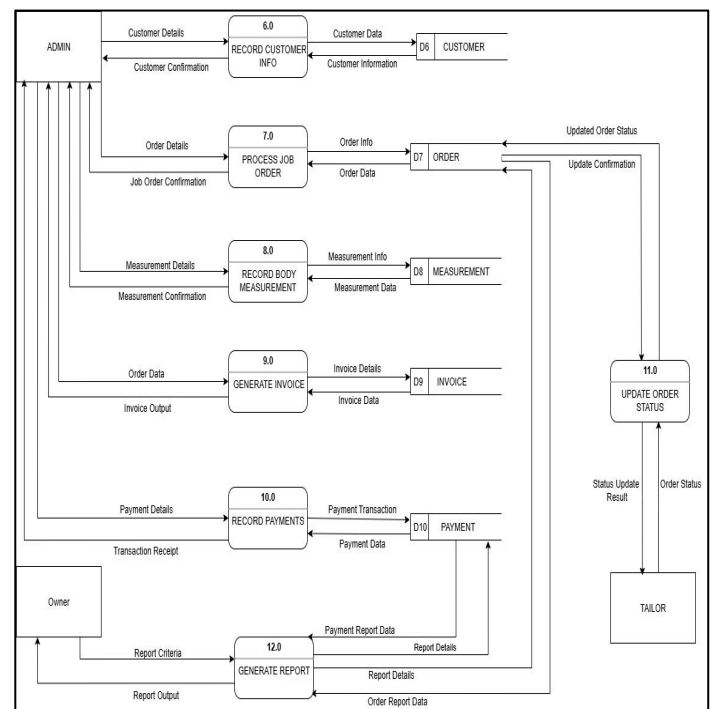 ADMIN
Customer Details
Customer Confirmation
6.0
RECORD CUSTOMER
INFO
Customer Data
Customer Information
D6 CUSTOMER
Order Details
Job Order Confirmation
7.0
PROCESS JOB
ORDER
Order Info
Order Data
D7 ORDER
Updated Order Status
Update Confirmation
Measurement Details
Measurement Confirmation
8.0
RECORD BODY
MEASUREMENT
Measurement Info
Measurement Data
D8 MEASUREMENT
Order Data
Invoice Output
9.0
GENERATE INVOICE
Invoice Details
Invoice Data
D9 INVOICE
11.0
UPDATE ORDER
STATUS
Status Update
Result
Order Status
Payment Details
Transaction Receipt
10.0
RECORD PAYMENTS
Payment Transaction
Payment Data
D10 PAYMENT
TAILOR
Owner
Report Criteria
Report Output
12.0
GENERATE REPORT
Payment Report Data
Report Details
Report Details
Order Report Data